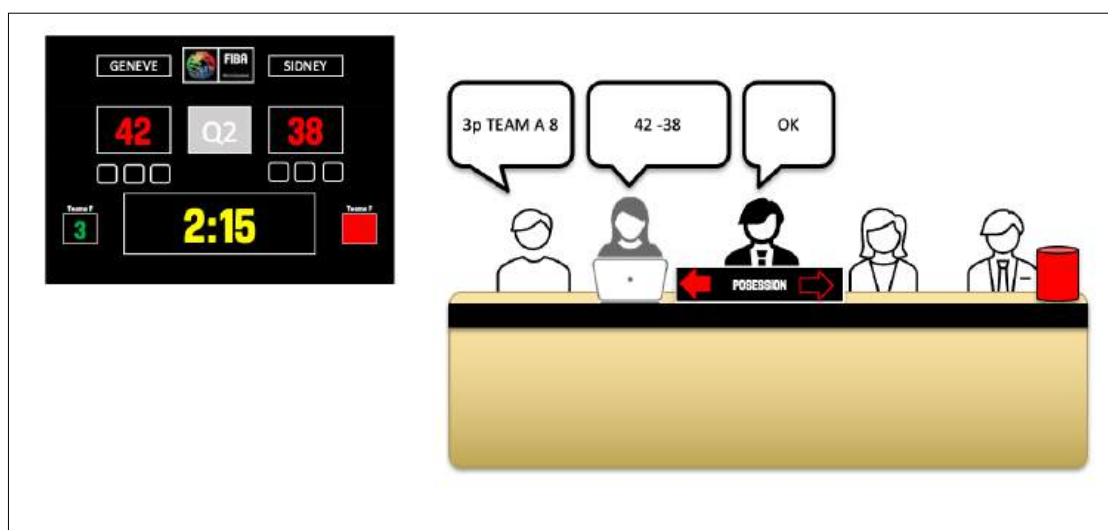 GENEVE
FIBA
SIDNEY
42
Q2
38
Teams F
3
2:15
Teams F
3p TEAM A 8
42 -38
OK
POSESSION